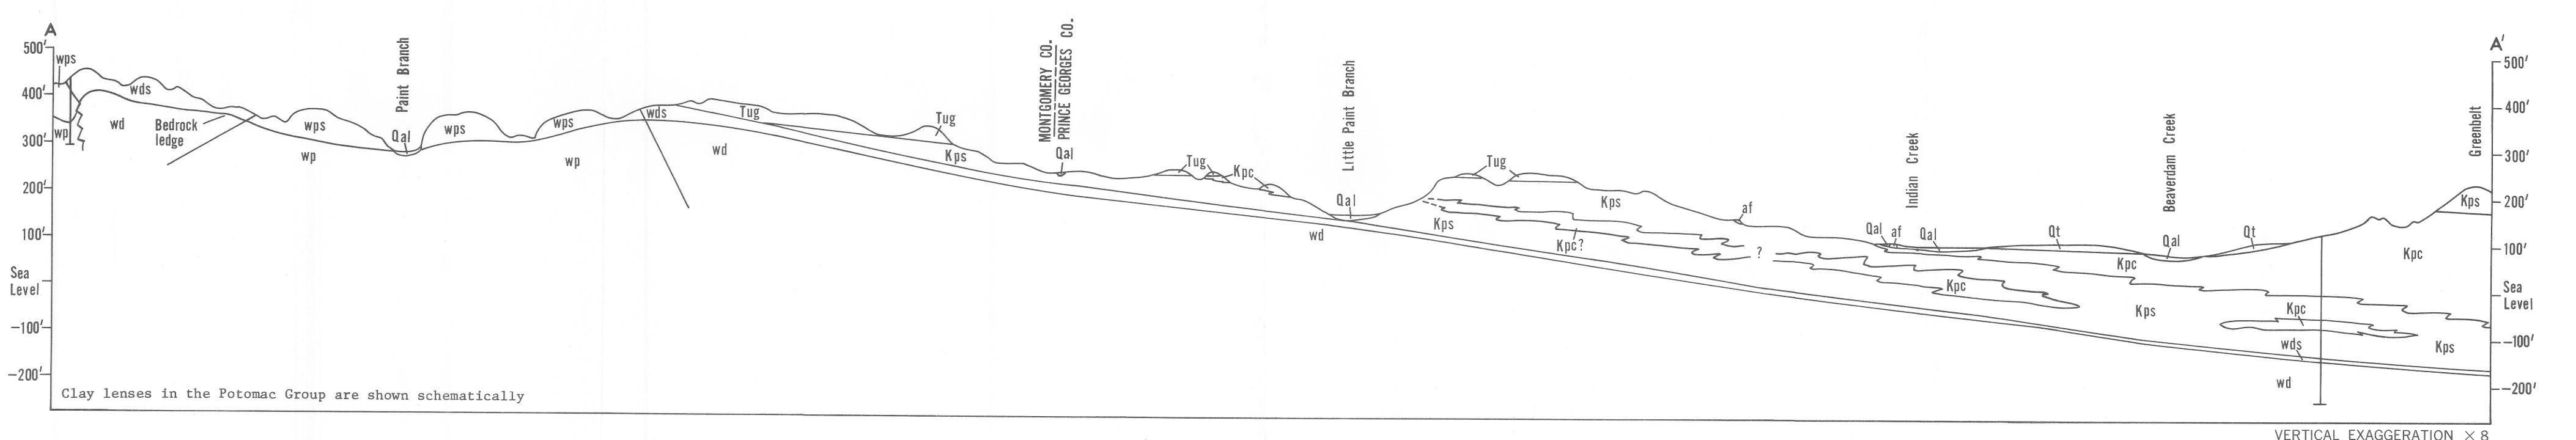 A
A'
500'
400'
300'
200'
100'
Sea
Level
–100'
–200'
wps
wp
wds
wd
Bedrock
ledge
wps
wp
Paint Branch
Qal
wps
wps
wp
wds
wd
Tug
Tug
Kps
MONTGOMERY CO.
PRINCE GEORGES CO.
Qal
Tug
Kpc
Little Paint Branch
Qal
wd
Tug
Kps
Kps
Kpc?
?
af
Indian Creek
Qal
af
Qal
Qt
Kpc
Kpc
Kps
Beaverdam Creek
Qal
Qt
Kpc
wds
wd
Kpc
Kps
Kps
Greenbelt
500'
400'
300'
200'
100'
Sea
Level
–100'
–200'
Clay lenses in the Potomac Group are shown schematically
VERTICAL EXAGGERATION × 8